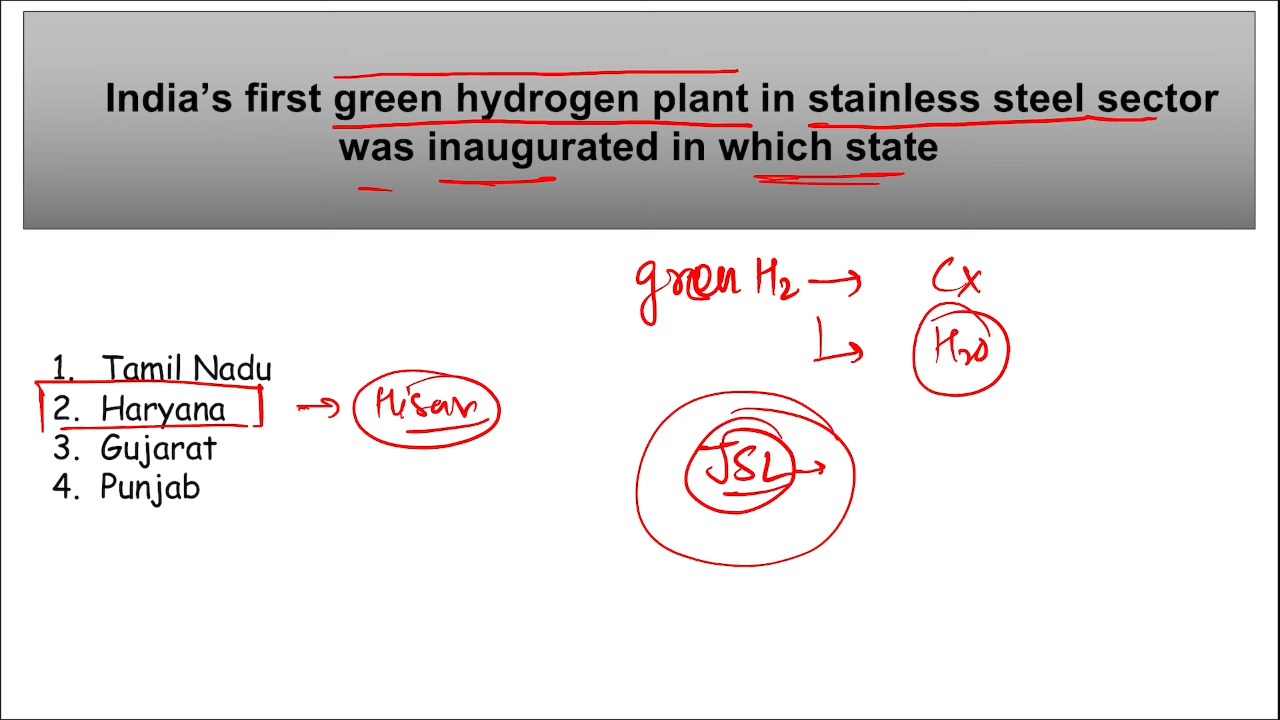 India’s first green hydrogen plant in stainless steel sector
was inaugurated in which state
green H2 → Cx
H20
1. Tamil Nadu
2. Haryana → Hisar
3. Gujarat
4. Punjab
JSL →